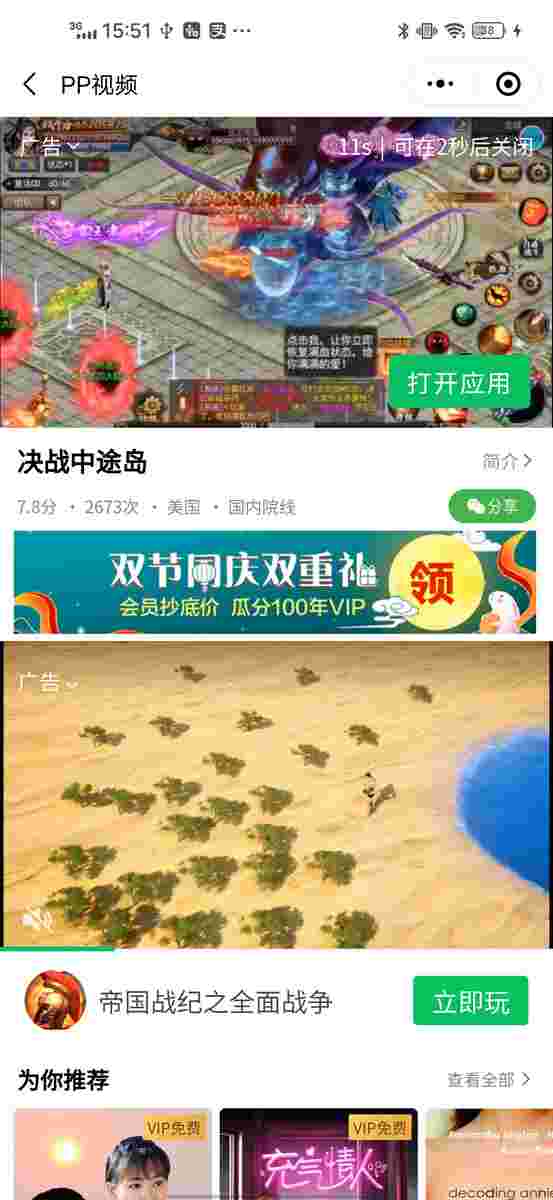 3G 15:51
PP视频
广告
11s | 可在2秒后关闭
点击我，让你立即
恢复满血状态。给
你满满的爱！
打开应用
决战中途岛
简介
7.8分 · 2673次 · 美国 · 国内院线
分享
双节同庆双重礼
会员抄底价 瓜分100年VIP
领
广告
帝国战纪之全面战争
立即玩
为你推荐
查看全部
VIP免费
VIP免费
充气情人
decoding